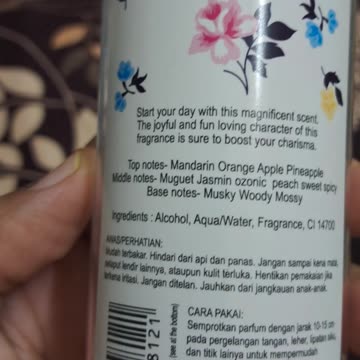 Start your day with this magnificent scent.
The joyful and fun loving character of this
fragrance is sure to boost your charisma.
Top notes- Mandarin Orange Apple Pineapple
Middle notes- Muguet Jasmin ozonic peach sweet spicy
Base notes- Musky Woody Mossy
Ingredients : Alcohol, Aqua/Water, Fragrance, CI 14700
AWAS/PERHATIAN:
Mudah terbakar. Hindari dari api dan panas. Jangan sampai kena mata,
selaput lendir lainnya, ataupun kulit terluka. Hentikan pemakaian jika
terkena iritasi. Jangan ditelan. Jauhkan dari jangkauan anak-anak.
CARA PAKAI:
Semprotkan parfum dengan jarak 10-15 cm
pada pergelangan tangan, leher, lipatan siku,
dan titik lainya untuk mempermudah
8121
(see at the bottom)